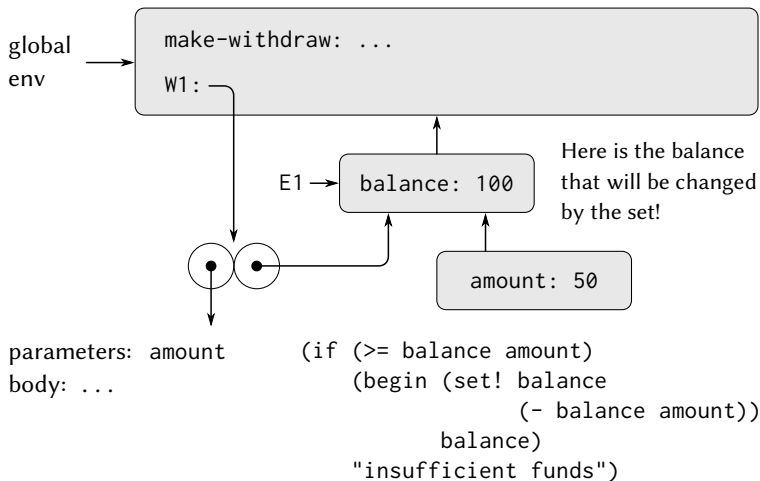 global
env
make-withdraw: ...
W1:
E1
balance: 100
Here is the balance
that will be changed
by the set!
amount: 50
parameters: amount
body: ...
(if (>= balance amount)
(begin (set! balance
(- balance amount))
balance)
"insufficient funds")